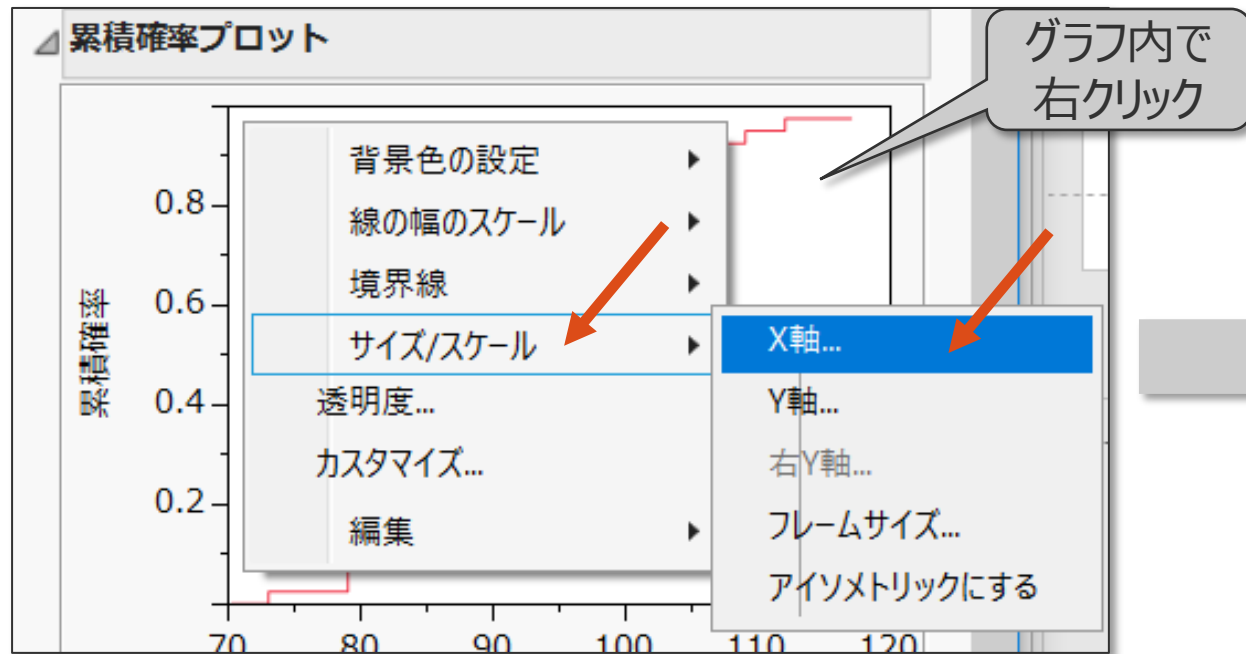 累積確率プロット
グラフ内で
右クリック
背景色の設定
線の幅のスケール
境界線
サイズ/スケール
透明度...
カスタマイズ...
編集
X軸...
Y軸...
右Y軸...
フレームサイズ...
アイソメトリックにする
累積確率
0.8
0.6
0.4
0.2
70
80
90
100
110
120